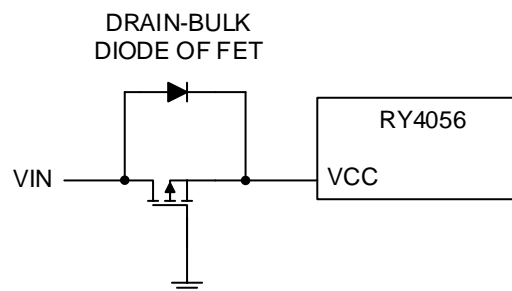 DRAIN-BULK
DIODE OF FET
RY4056
VIN
VCC